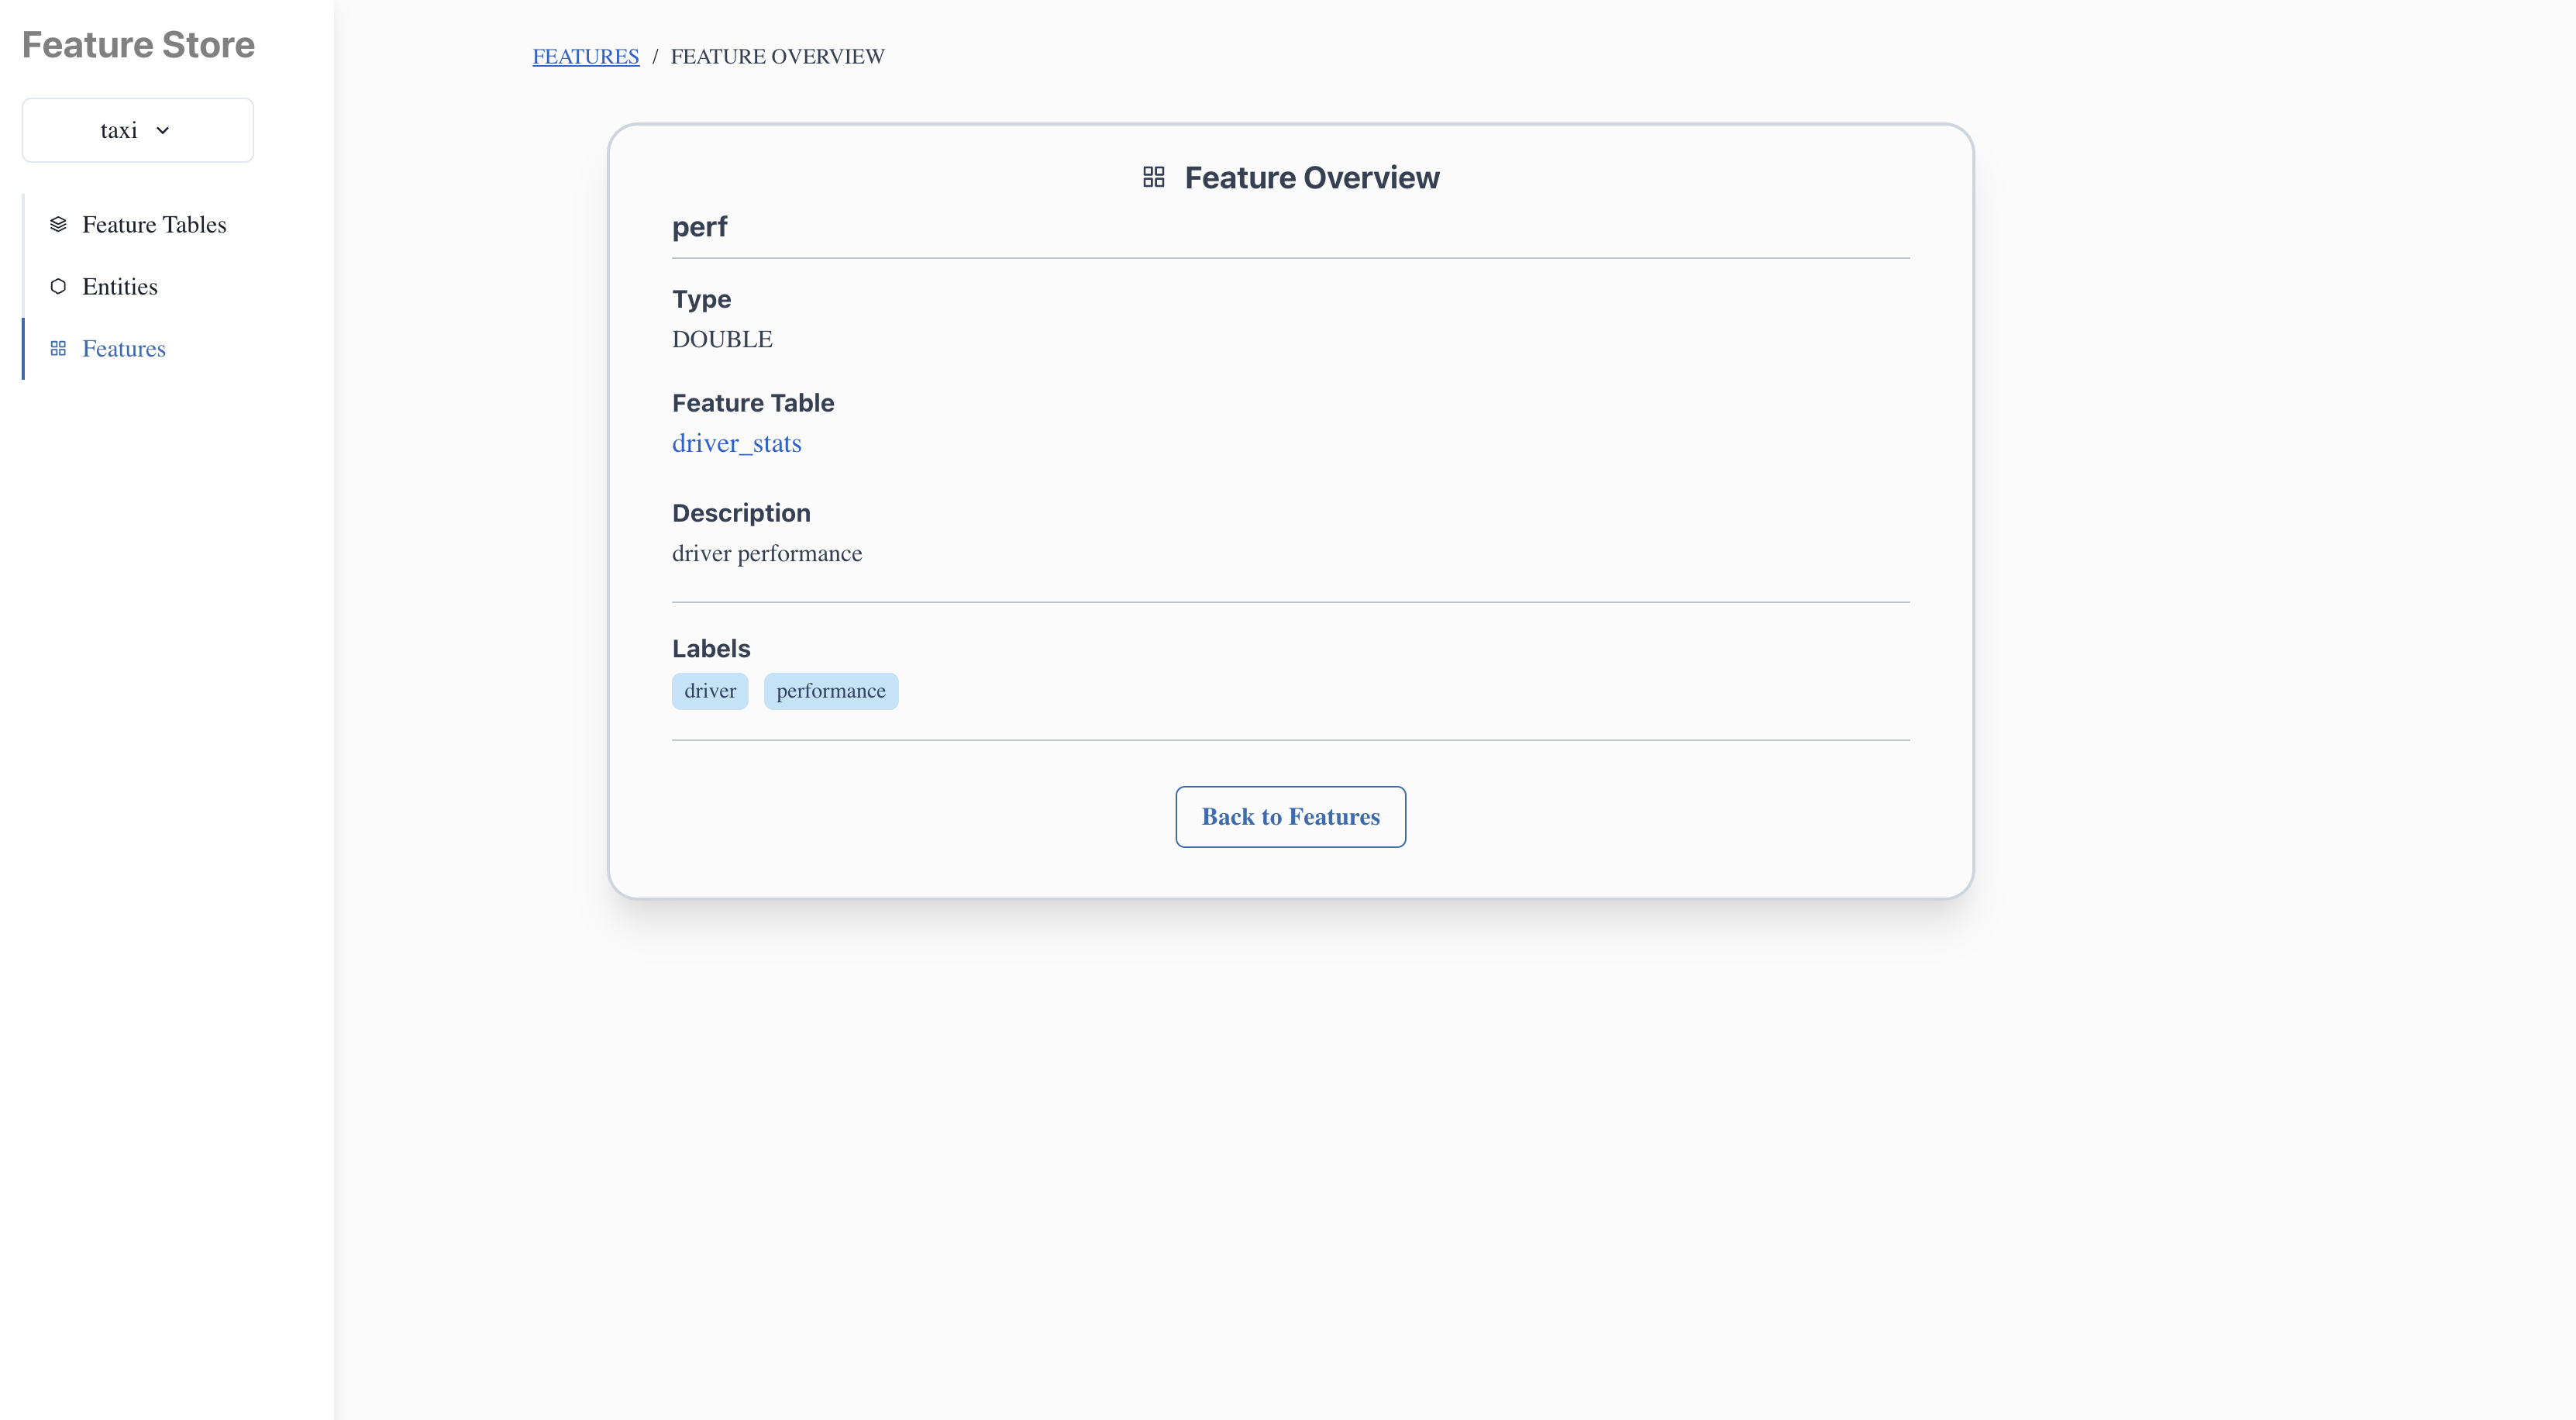 Feature Store
taxi
Feature Tables
Entities
Features
FEATURES / FEATURE OVERVIEW
Feature Overview
perf
Type
DOUBLE
Feature Table
driver_stats
Description
driver performance
Labels
driver performance
Back to Features